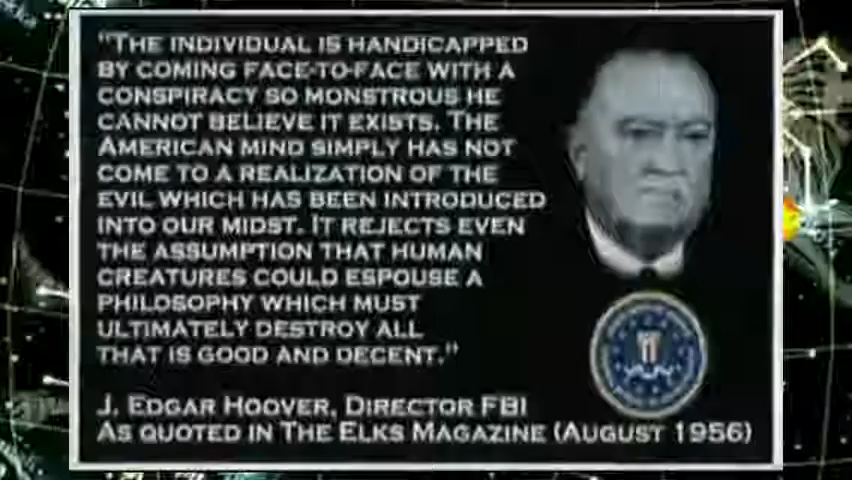 "The individual is handicapped
by coming face-to-face with a
conspiracy so monstrous he
cannot believe it exists. The
American mind simply has not
come to a realization of the
evil which has been introduced
into our midst. It rejects even
the assumption that human
creatures could espouse a
philosophy which must
ultimately destroy all
that is good and decent."
J. Edgar Hoover, Director FBI
As quoted in The Elks Magazine (August 1956)